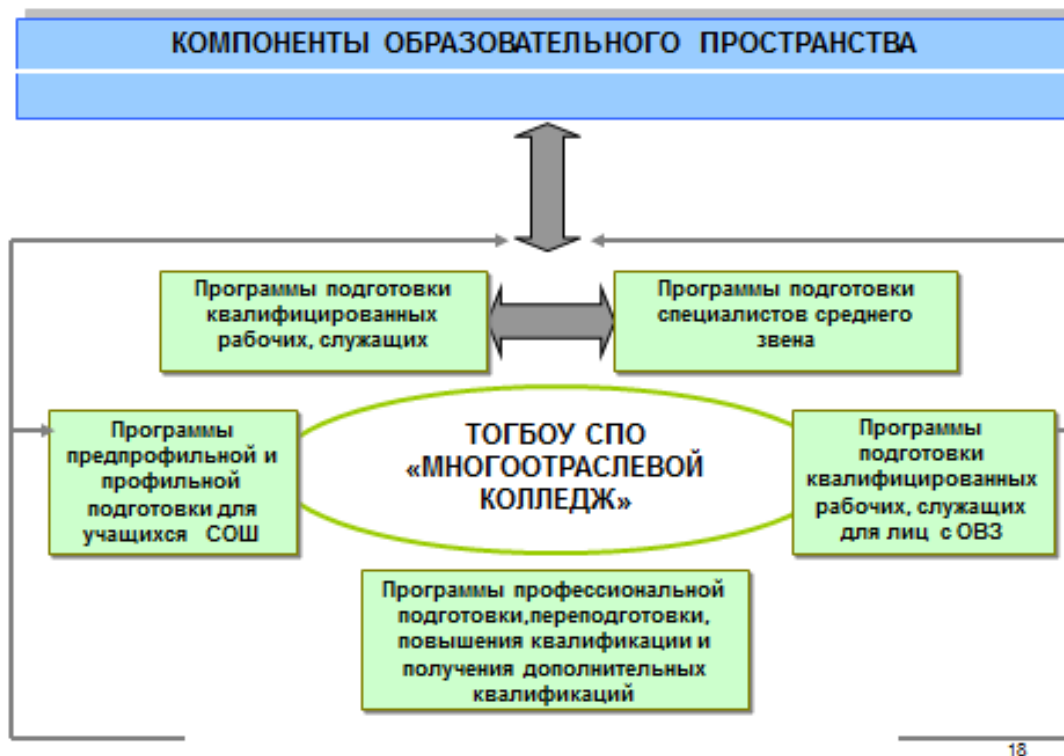 КОМПОНЕНТЫ ОБРАЗОВАТЕЛЬНОГО ПРОСТРАНСТВА
Программы подготовки
квалифицированных
рабочих, служащих
Программы подготовки
специалистов среднего
звена
Программы
предпрофильной и
профильной
подготовки для
учащихся СОШ
ТОГБОУ СПО
«МНОГООТРАСЛЕВОЙ
КОЛЛЕДЖ»
Программы
подготовки
квалифицированных
рабочих, служащих
для лиц с ОВЗ
Программы профессиональной
подготовки,переподготовки,
повышения квалификации и
получения дополнительных
квалификаций
18